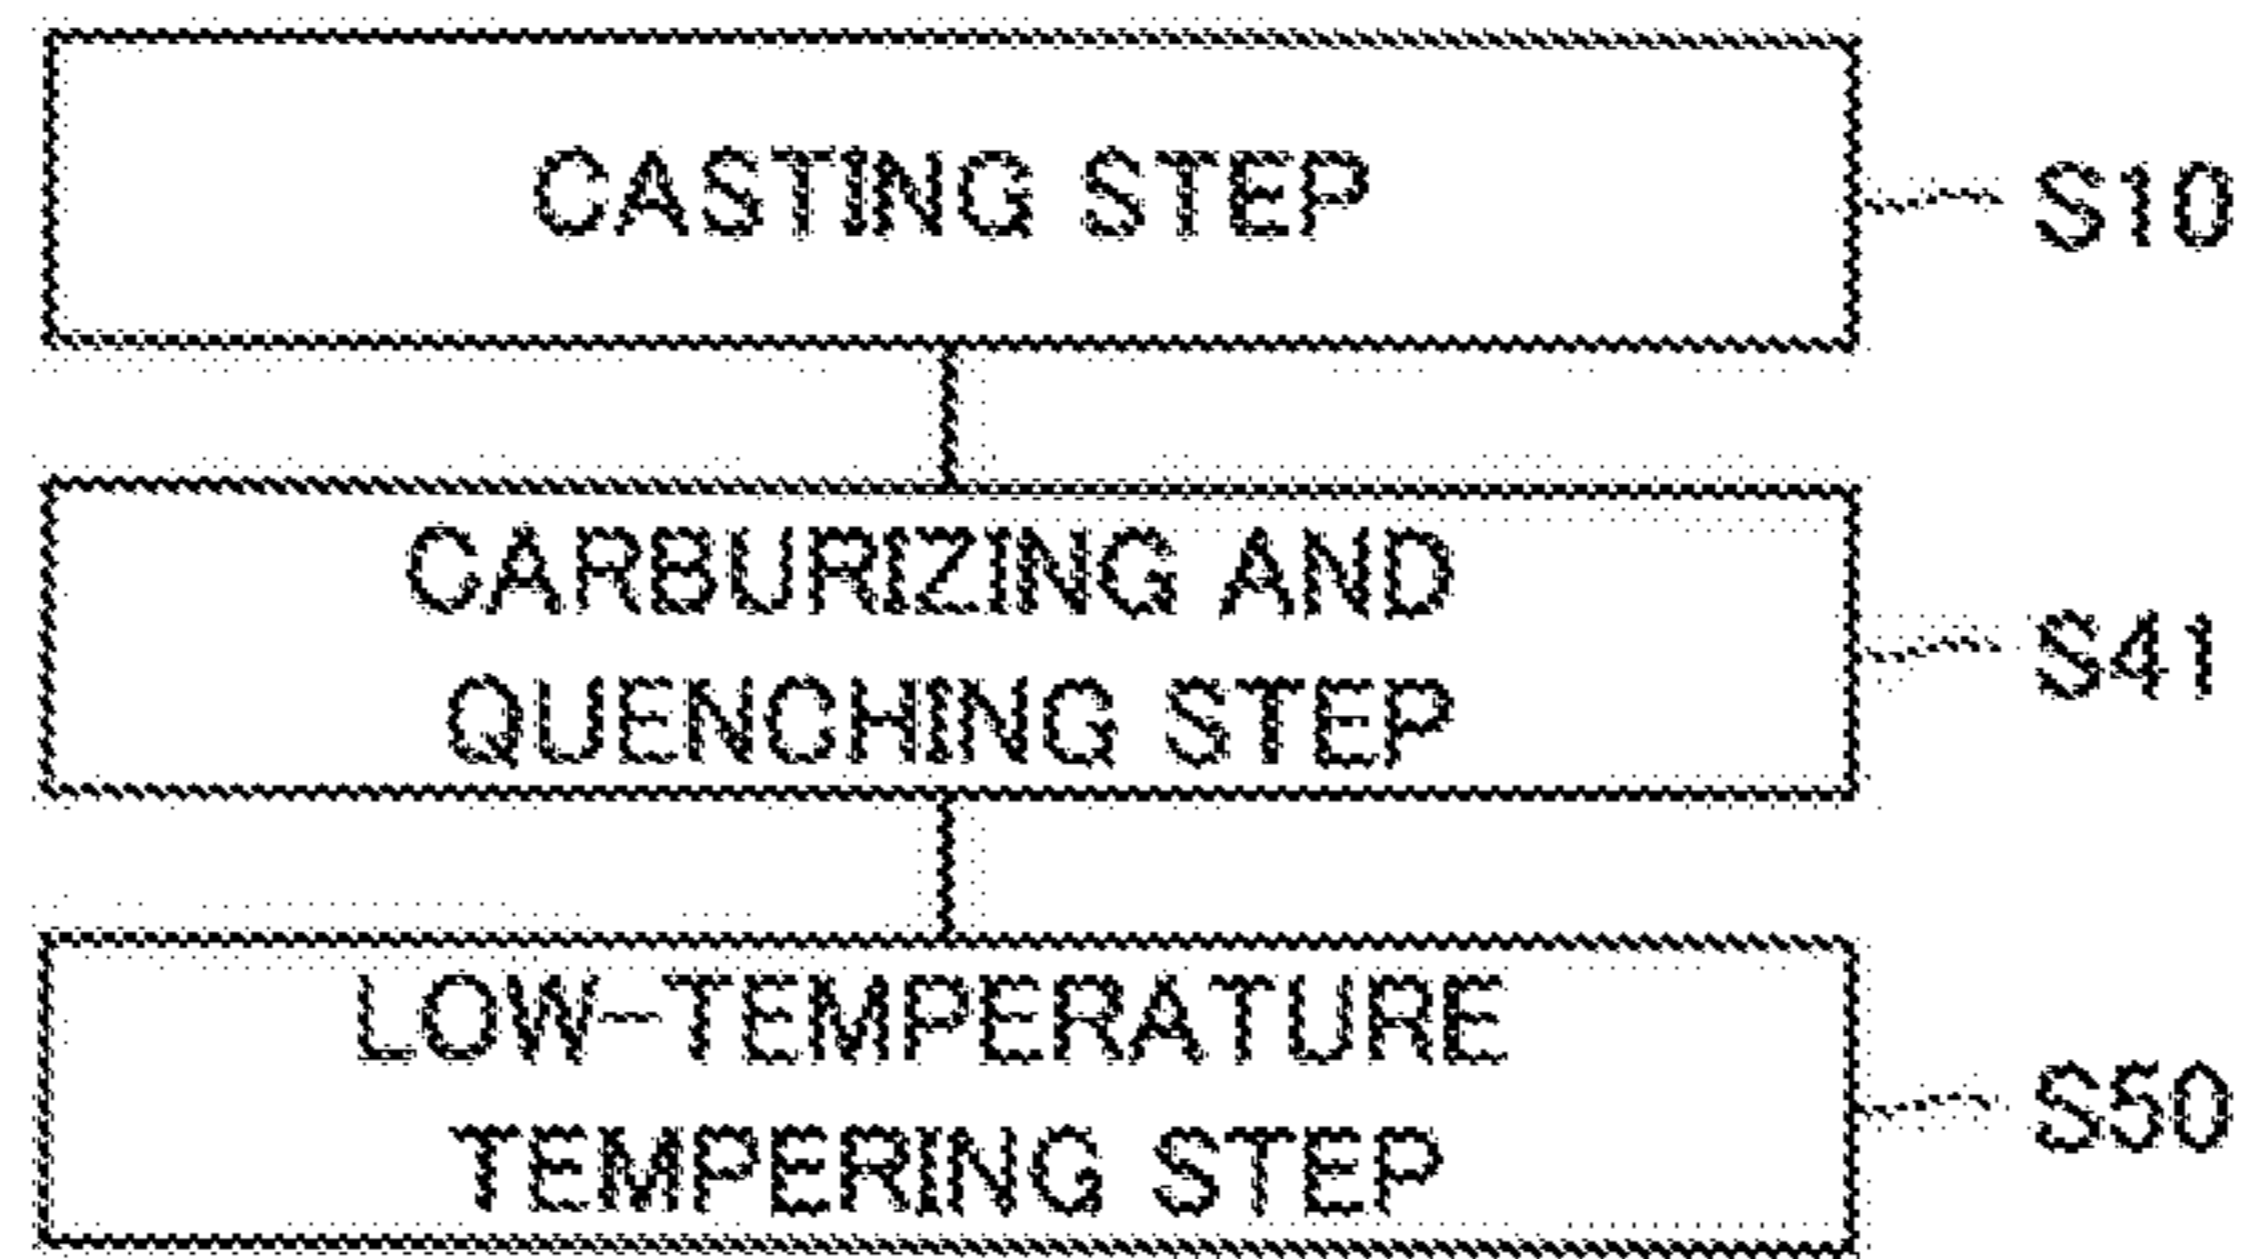 CASTING STEP
S10
CARBURIZING AND
QUENCHING STEP
S41
LOW-TEMPERATURE
TEMPERING STEP
S50